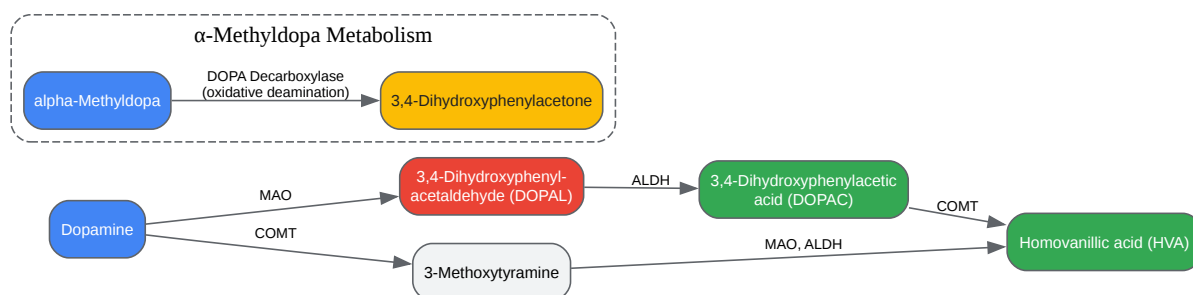 α-Methyldopa Metabolism
alpha-Methyldopa
DOPA Decarboxylase
(oxidative deamination)
3,4-Dihydroxyphenylacetone
Dopamine
MAO
COMT
3,4-Dihydroxyphenyl-
acetaldehyde (DOPAL)
3-Methoxytyramine
ALDH
3,4-Dihydroxyphenylacetic
acid (DOPAC)
COMT
MAO, ALDH
Homovanillic acid (HVA)